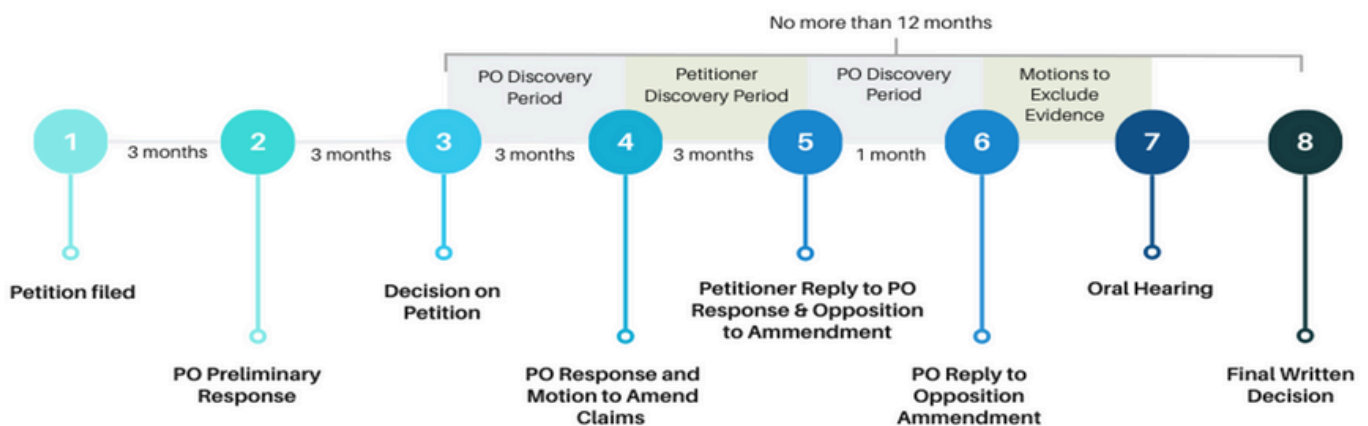 No more than 12 months
PO Discovery
Period
Petitioner
Discovery Period
PO Discovery
Period
Motions to
Exclude
Evidence
1
2
3
4
5
6
7
8
3 months
3 months
3 months
3 months
1 month
Petition filed
PO Preliminary
Response
Decision on
Petition
PO Response and
Motion to Amend
Claims
Petitioner Reply to PO
Response & Opposition
to Ammendment
PO Reply to
Opposition
Ammendment
Oral Hearing
Final Written
Decision